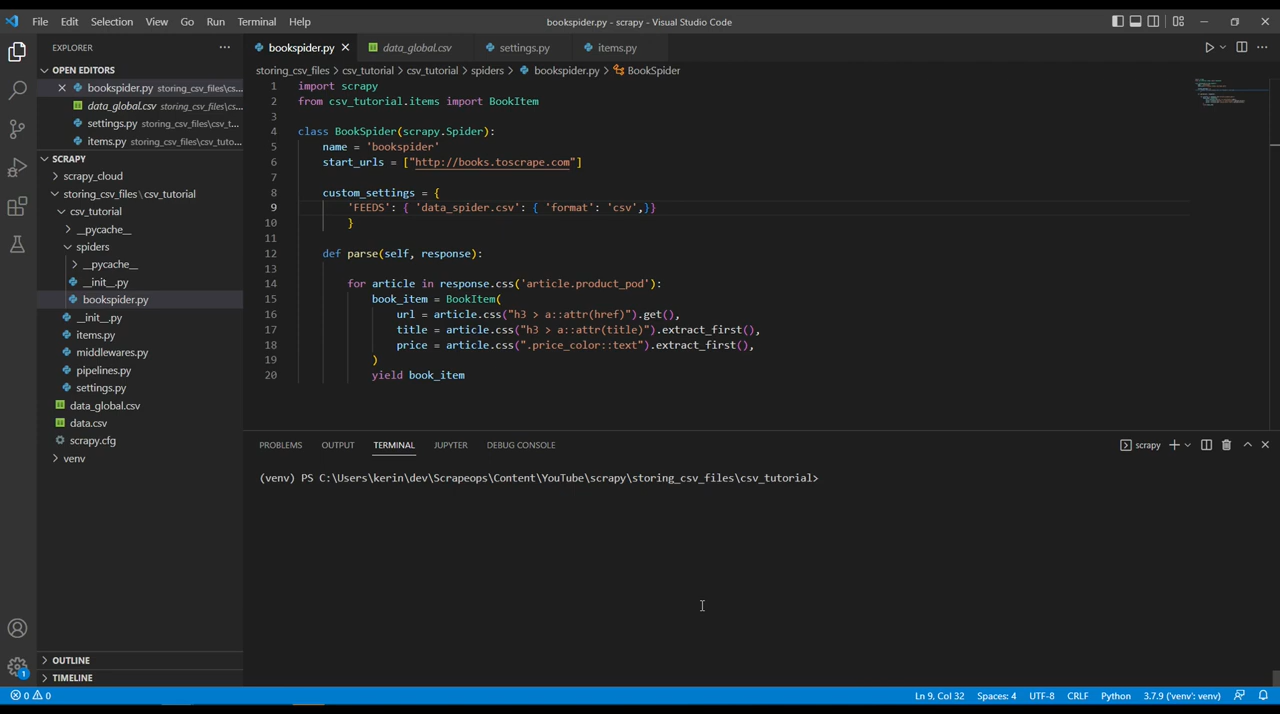 File Edit Selection View Go Run Terminal Help
bookspider.py - scrapy - Visual Studio Code
EXPLORER
OPEN EDITORS
bookspider.py storing_csv_files\cs...
data_global.csv storing_csv_files\cs...
settings.py storing_csv_files\csv_t...
items.py storing_csv_files\csv_tuto...
SCRAPY
scrapy_cloud
storing_csv_files \ csv_tutorial
csv_tutorial
__pycache__
spiders
__pycache__
__init__.py
bookspider.py
__init__.py
items.py
middlewares.py
pipelines.py
settings.py
data_global.csv
data.csv
scrapy.cfg
venv
OUTLINE
TIMELINE
bookspider.py data_global.csv settings.py items.py
storing_csv_files > csv_tutorial > csv_tutorial > spiders > bookspider.py > BookSpider
1 import scrapy
2 from csv_tutorial.items import BookItem
3
4 class BookSpider(scrapy.Spider):
5 name = 'bookspider'
6 start_urls = ["http://books.toscrape.com"]
7
8 custom_settings = {
9 'FEEDS': { 'data_spider.csv': { 'format': 'csv',}}
10 }
11
12 def parse(self, response):
13
14 for article in response.css('article.product_pod'):
15 book_item = BookItem(
16 url = article.css("h3 > a::attr(href)").get(),
17 title = article.css("h3 > a::attr(title)").extract_first(),
18 price = article.css(".price_color::text").extract_first(),
19 )
20 yield book_item
PROBLEMS OUTPUT TERMINAL JUPYTER DEBUG CONSOLE
scrapy
(venv) PS C:\Users\kerin\dev\Scrapeops\Content\YouTube\scrapy\storing_csv_files\csv_tutorial>
1
0 0
Ln 9, Col 32 Spaces: 4 UTF-8 CRLF Python 3.7.9 ('venv': venv)